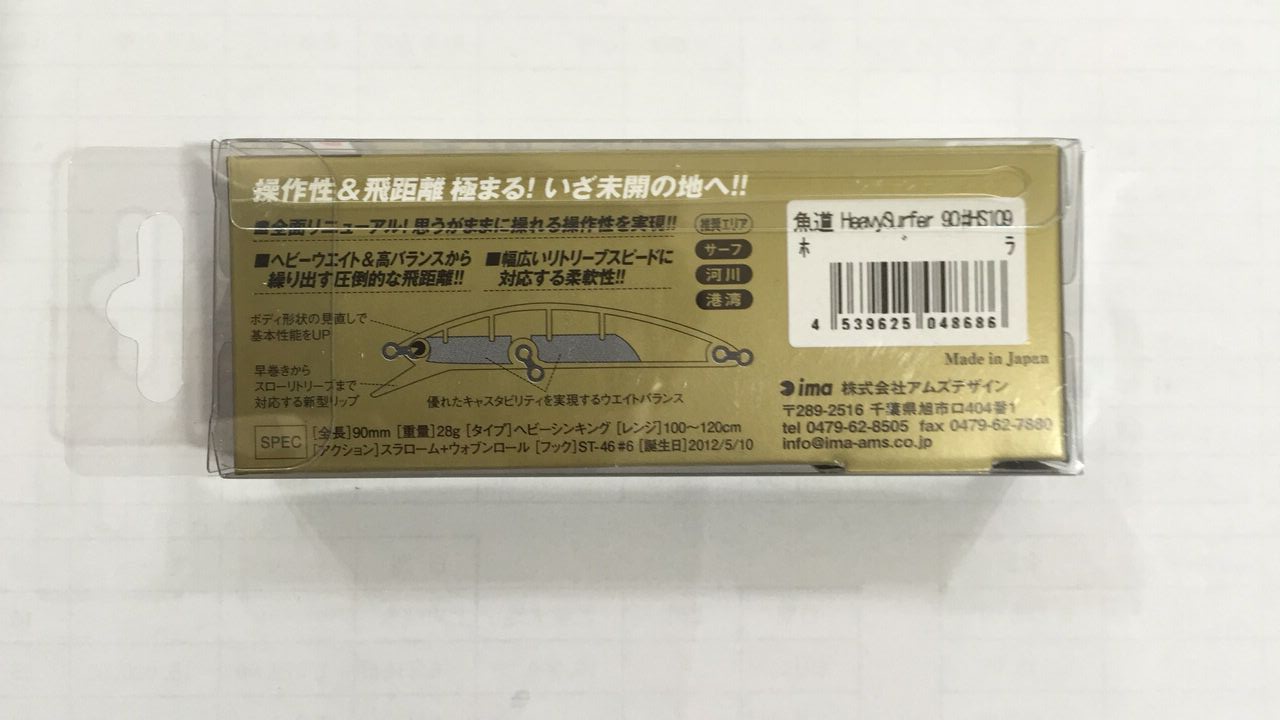 操作性&飛距離 極まる! いざ未開の地へ!!
■全面リニューアル!思うがままに操れる操作性を実現!!
■ヘビーウエイト&高バランスから
繰り出す圧倒的な飛距離!!
■幅広いリトリーブスピードに
対応する柔軟性!!
推奨エリア
サーフ
河川
港湾
ボディ形状の見直しで
基本性能をUP
早巻きから
スローリトリーブまで
対応する新型リップ
優れたキャスタビリティを実現するウエイトバランス
SPEC
[全長]90mm [重量]28g [タイプ]ヘビーシンキング [レンジ]100〜120cm
[アクション]スラローム+ウォブンロール [フック]ST-46 #6 [誕生日]2012/5/10
魚道 HeavySurfer 90#HS109
ホ ラ
4 539625 048686
Made in Japan
ima 株式会社アムズデザイン
〒289-2516 千葉県旭市ロ404番1
tel 0479-62-8505 fax 0479-62-7880
info@ima-ams.co.jp